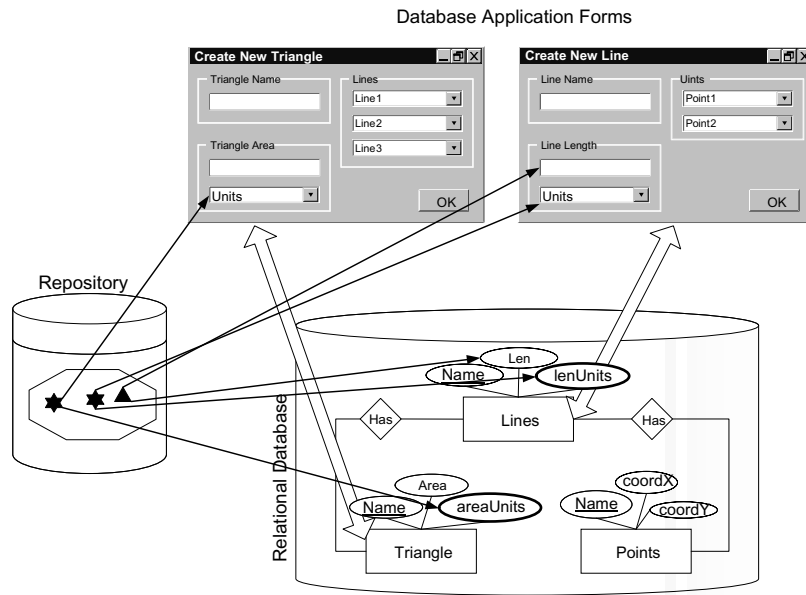 Database Application Forms
Create New Triangle
Triangle Name
Lines
Line1
Line2
Line3
Triangle Area
Units
OK
Create New Line
Line Name
Uints
Point1
Point2
Line Length
Units
OK
Repository
Relational Database
Len
Name
lenUnits
Lines
Has
Has
Area
Name
areaUnits
Triangle
coordX
Name
coordY
Points